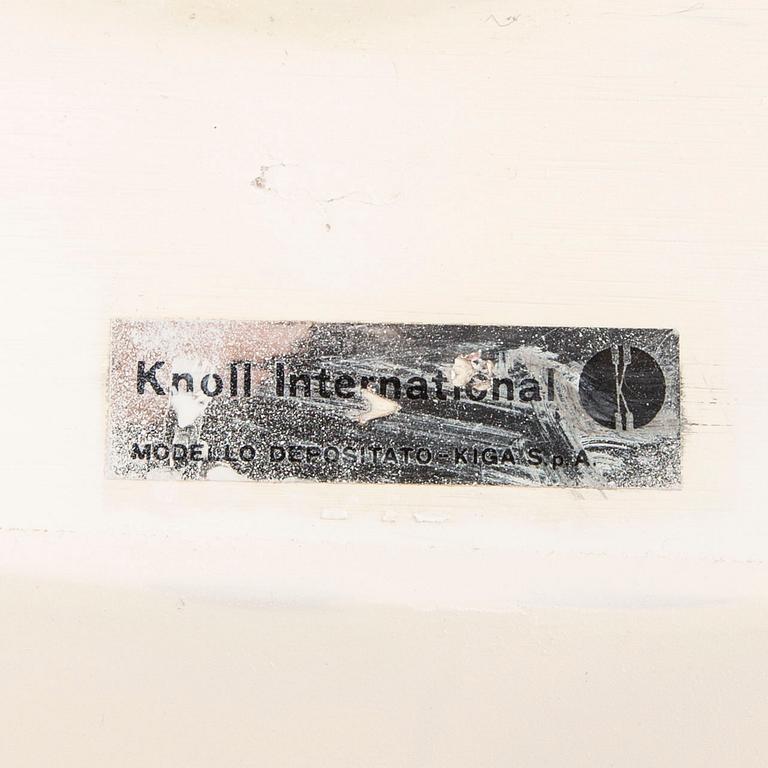 Knoll International
MODELLO DEPOSITATO-KIGA S.p.A.